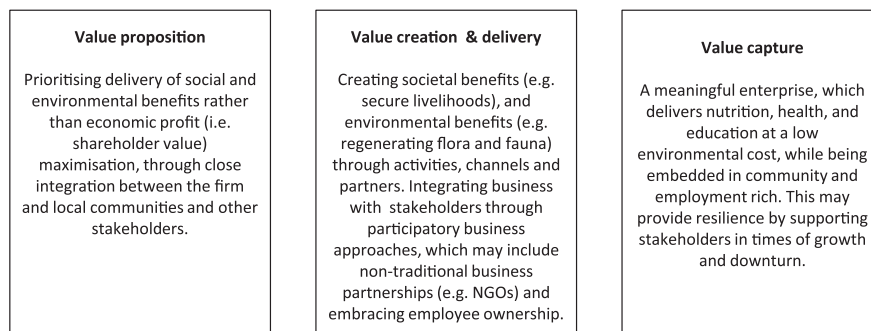 Value proposition
Prioritising delivery of social and
environmental benefits rather
than economic profit (i.e.
shareholder value)
maximisation, through close
integration between the firm
and local communities and other
stakeholders.
Value creation & delivery
Creating societal benefits (e.g.
secure livelihoods), and
environmental benefits (e.g.
regenerating flora and fauna)
through activities, channels and
partners. Integrating business
with stakeholders through
participatory business
approaches, which may include
non-traditional business
partnerships (e.g. NGOs) and
embracing employee ownership.
Value capture
A meaningful enterprise, which
delivers nutrition, health, and
education at a low
environmental cost, while being
embedded in community and
employment rich. This may
provide resilience by supporting
stakeholders in times of growth
and downturn.